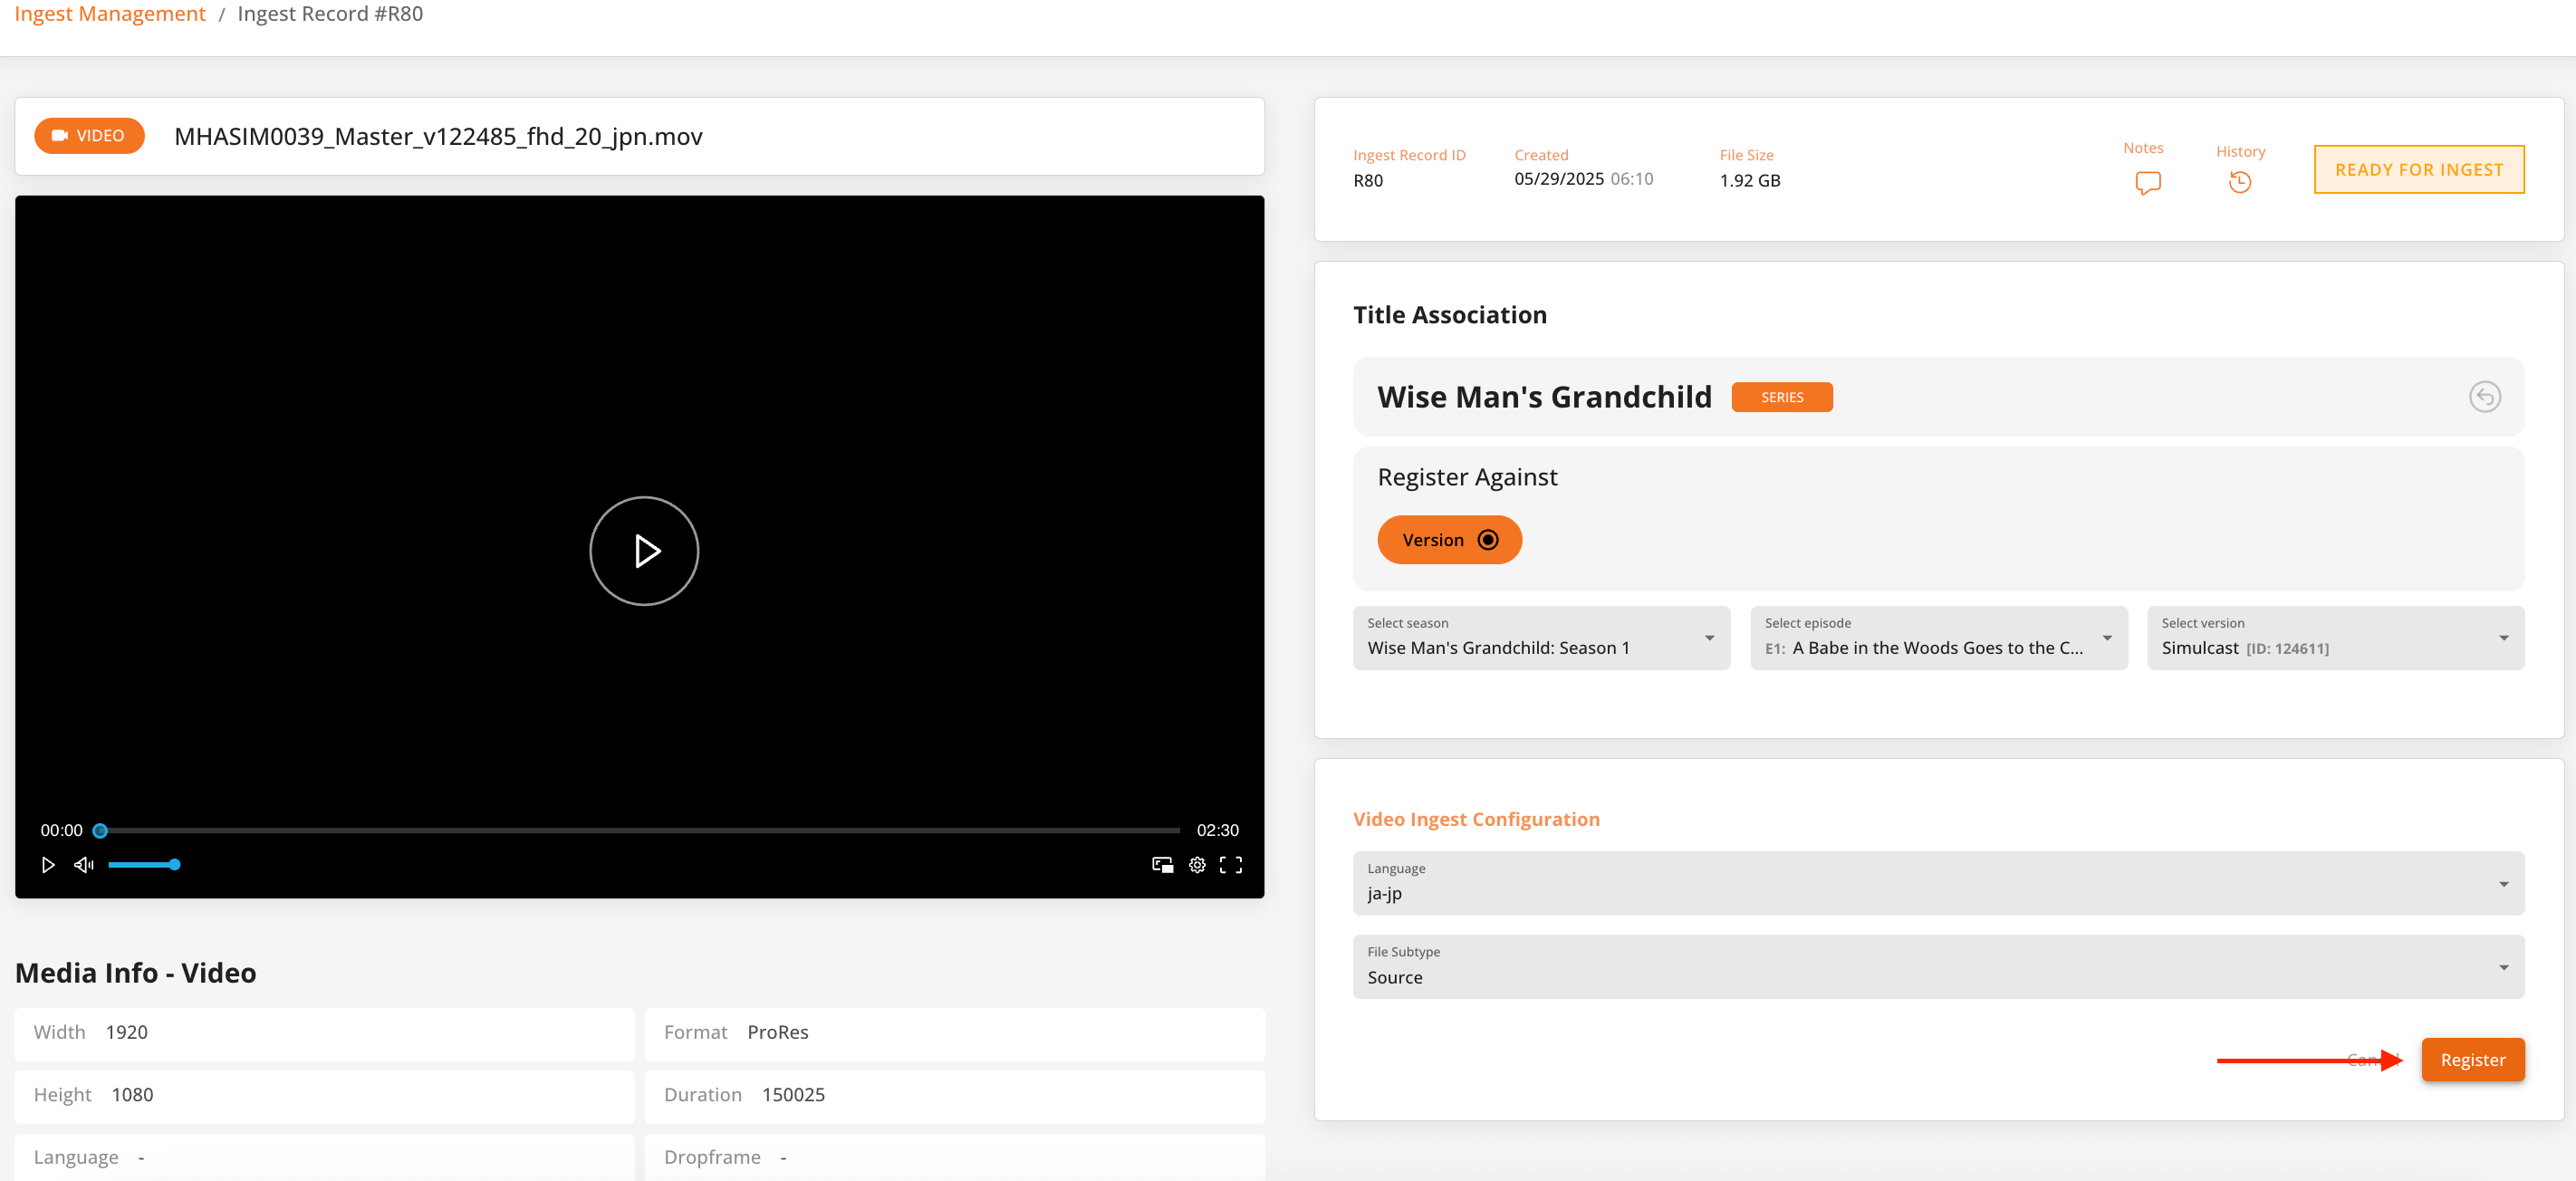 Ingest Management / Ingest Record #R80
VIDEO MHASIM0039_Master_v122485_fhd_20_jpn.mov
00:00 02:30
Media Info - Video
Width 1920
Format ProRes
Height 1080
Duration 150025
Language -
Dropframe -
Ingest Record ID
R80
Created
05/29/2025 06:10
File Size
1.92 GB
Notes
History
READY FOR INGEST
Title Association
Wise Man's Grandchild SERIES
Register Against
Version
Select season
Wise Man's Grandchild: Season 1
Select episode
E1: A Babe in the Woods Goes to the C...
Select version
Simulcast [ID: 124611]
Video Ingest Configuration
Language
ja-jp
File Subtype
Source
Register